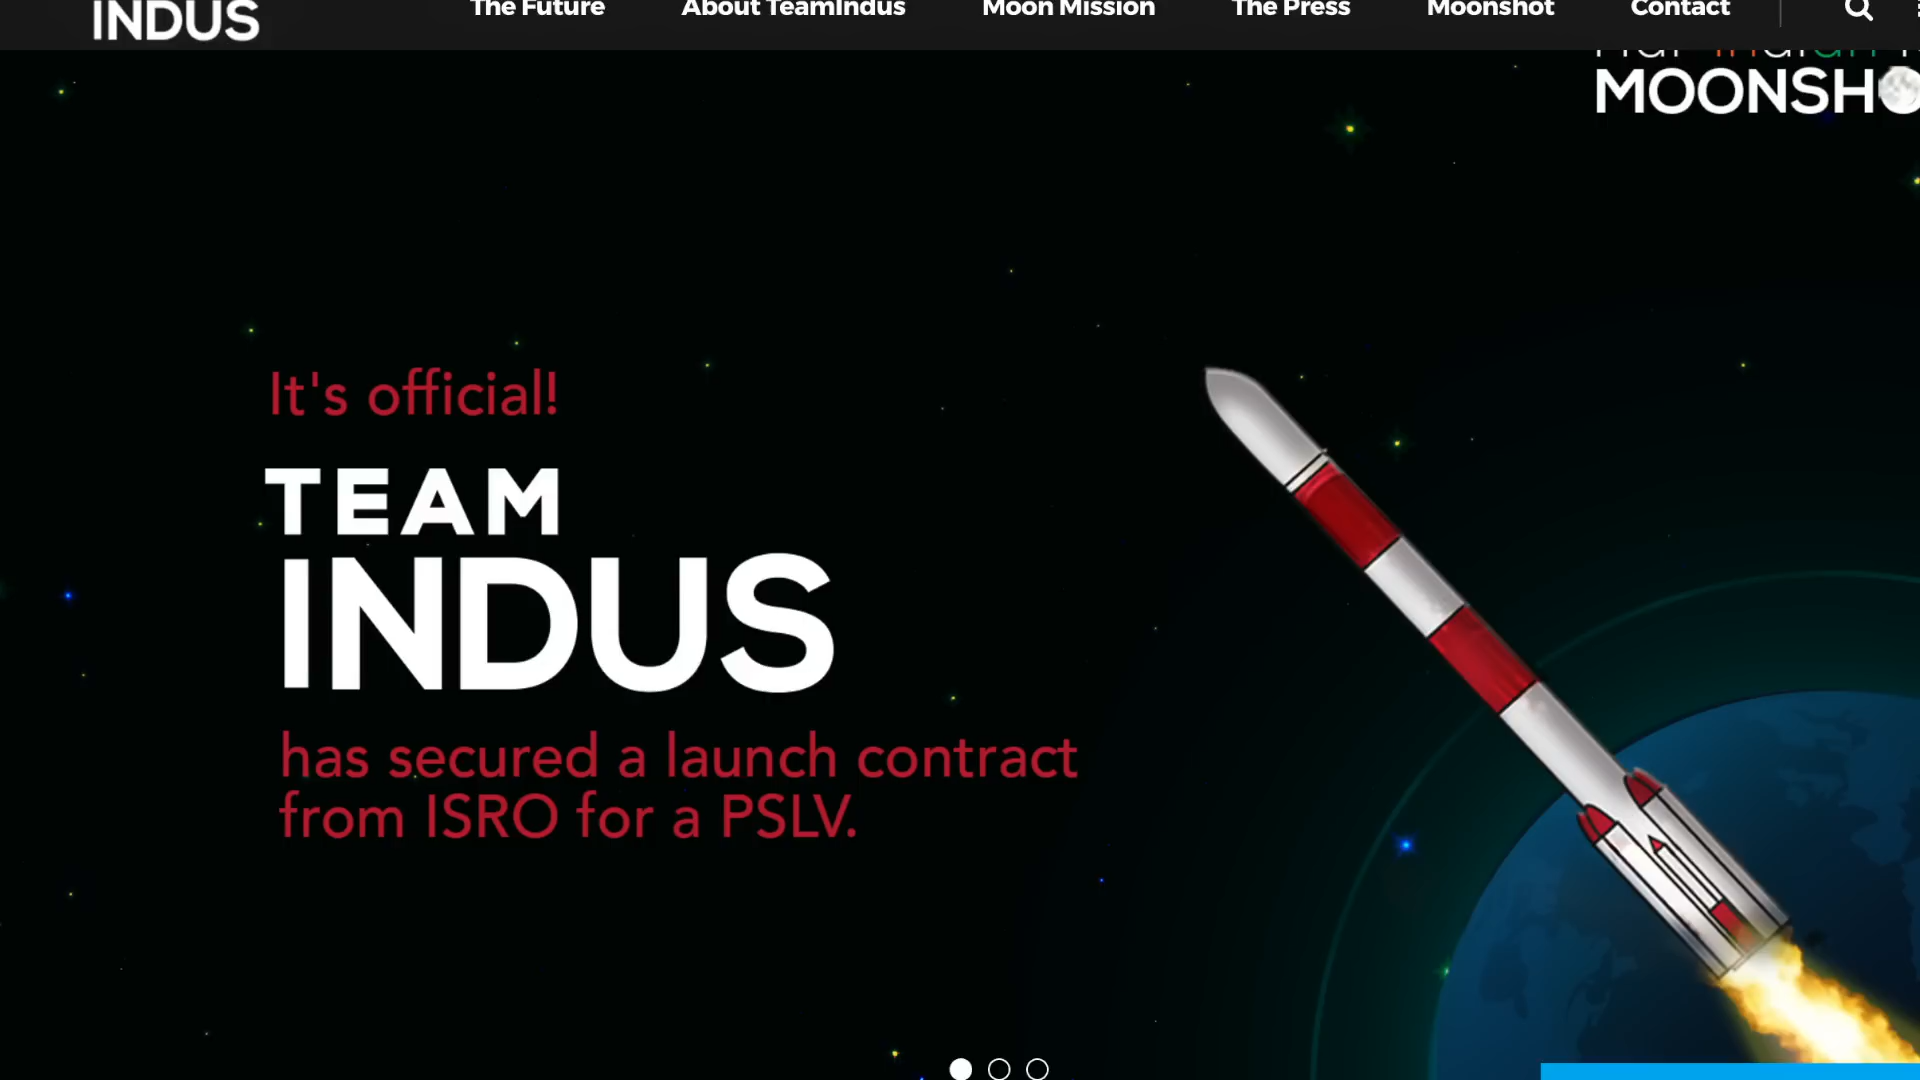 INDUS
The Future
About TeamIndus
Moon Mission
The Press
Moonshot
Contact
MOONSHO
It's official!
TEAM
INDUS
has secured a launch contract
from ISRO for a PSLV.